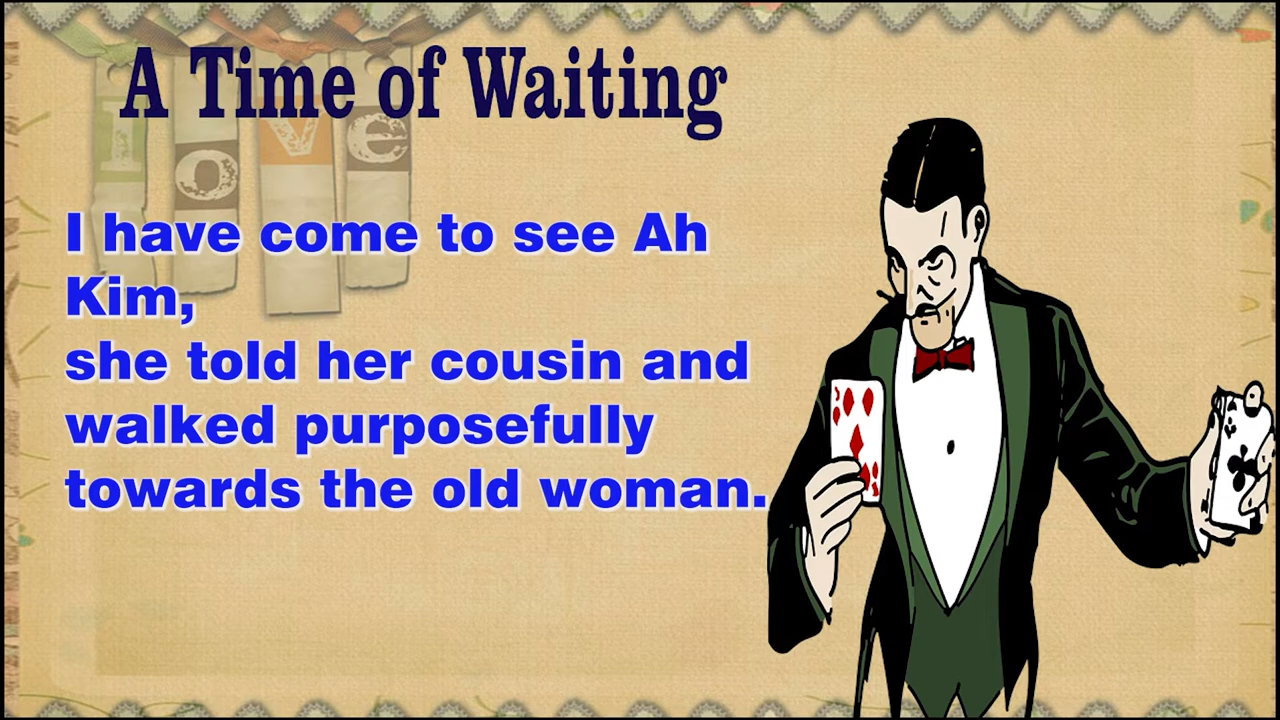 A Time of Waiting
Love
I have come to see Ah
Kim,
she told her cousin and
walked purposefully
towards the old woman.